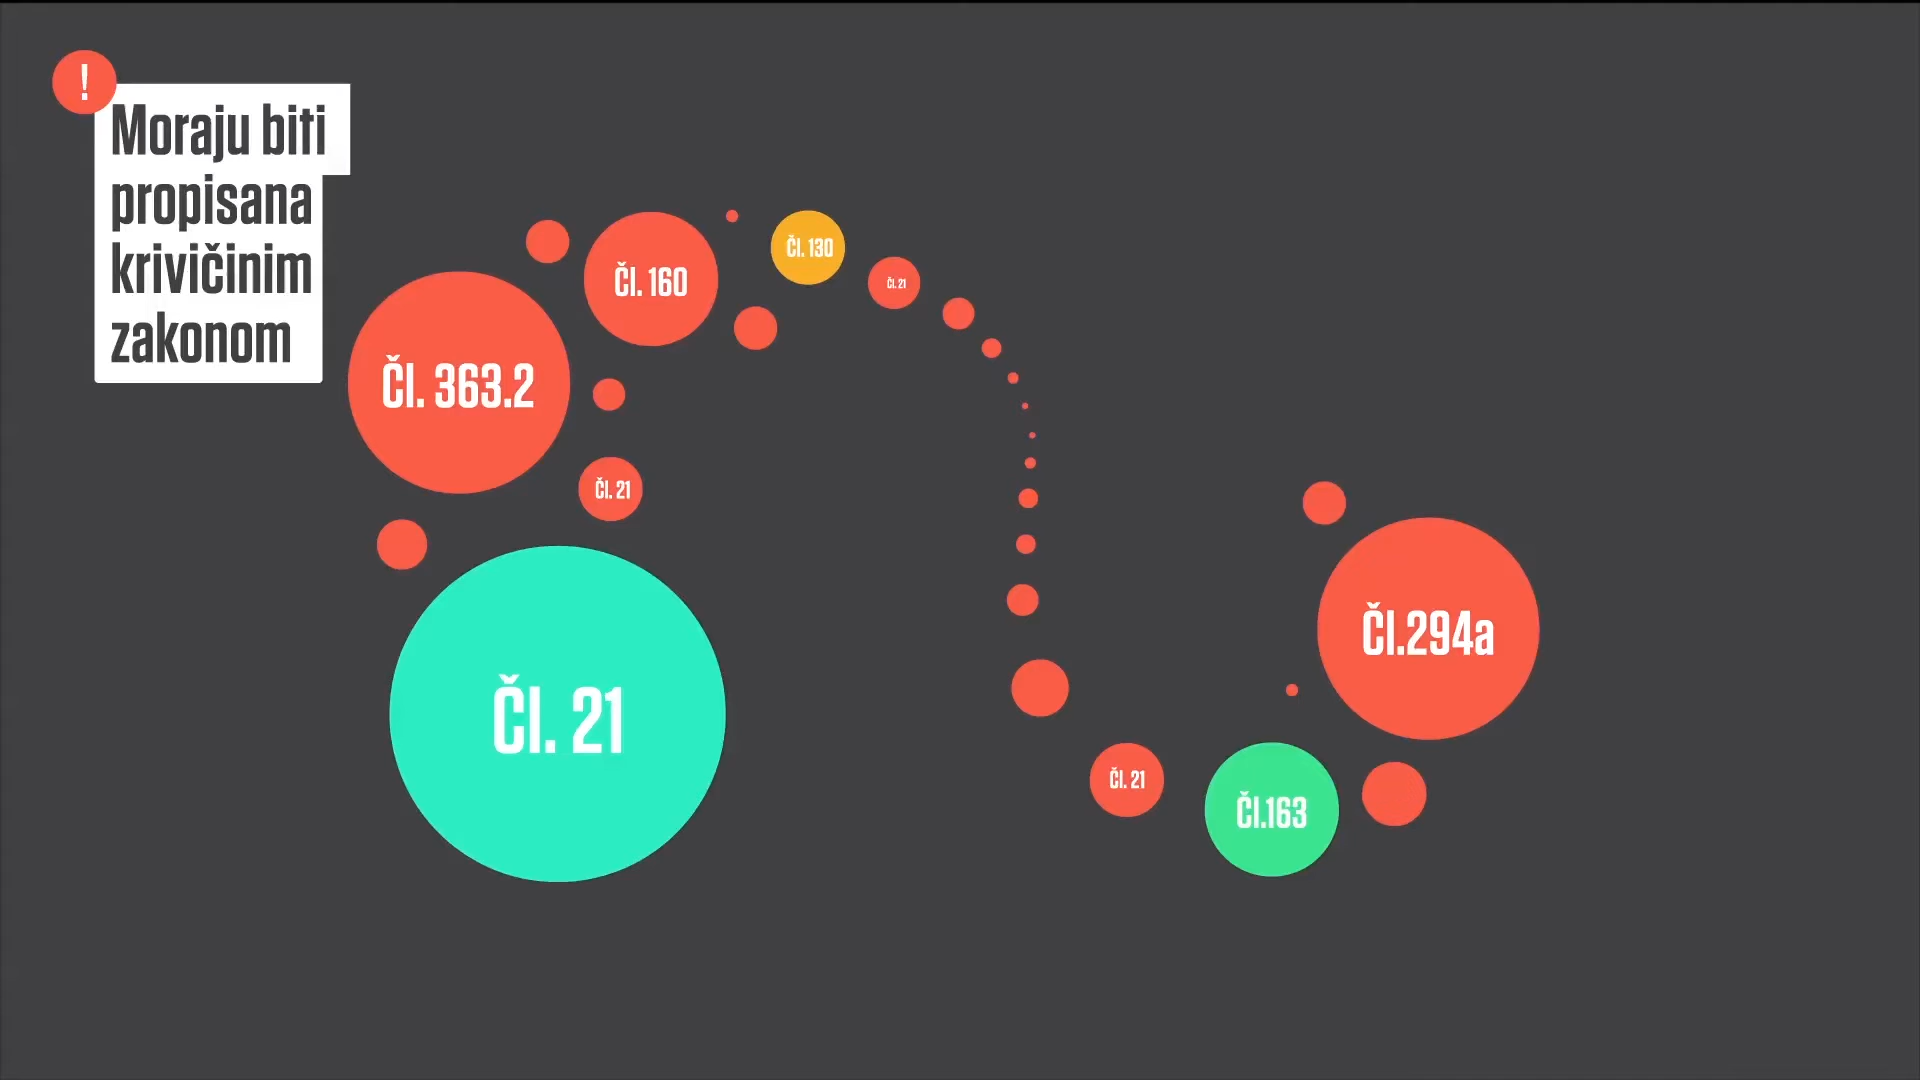 !
Moraju biti
propisana
krivičinim
zakonom
Čl. 160
Čl. 130
Čl. 21
Čl. 363.2
Čl. 21
Čl. 21
Čl.294a
Čl. 21
Čl.163